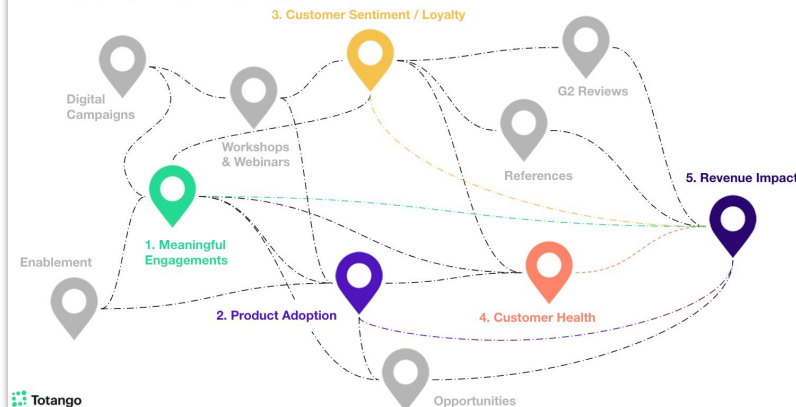 3. Customer Sentiment / Loyalty
Digital
Campaigns
G2 Reviews
Workshops
& Webinars
References
5. Revenue Impact
1. Meaningful
Engagements
Enablement
2. Product Adoption
4. Customer Health
Totango
Opportunities